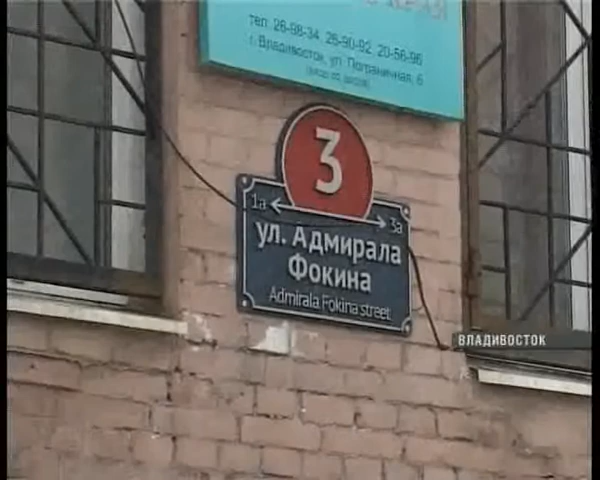 тел: 26-98-34, 26-90-92, 20-56-96
г. Владивосток, ул. Пограничная, 6
3
1а 3а
ул. Адмирала
Фокина
Admirala Fokina street
ВЛАДИВОСТОК